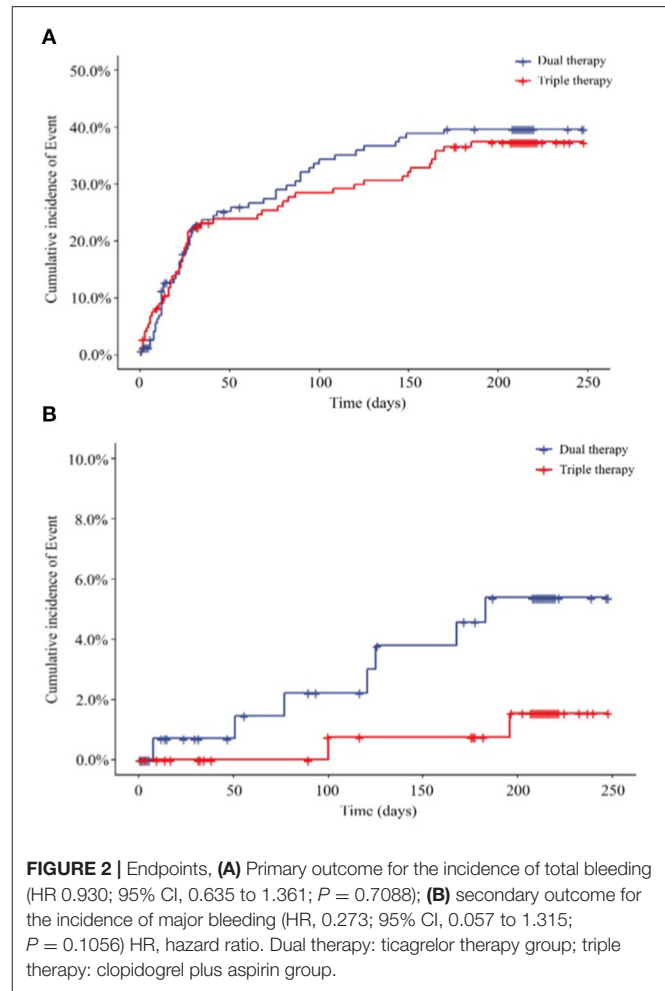 A
Dual therapy
Triple therapy
50.0%
40.0%
30.0%
20.0%
10.0%
0.0%
Cumulative incidence of Event
0 50 100 150 200 250
Time (days)
B
Dual therapy
Triple therapy
10.0%
8.0%
6.0%
4.0%
2.0%
0.0%
Cumulative incidence of Event
0 50 100 150 200 250
Time (days)
FIGURE 2 | Endpoints, (A) Primary outcome for the incidence of total bleeding
(HR 0.930; 95% CI, 0.635 to 1.361; P = 0.7088); (B) secondary outcome for
the incidence of major bleeding (HR, 0.273; 95% CI, 0.057 to 1.315;
P = 0.1056) HR, hazard ratio. Dual therapy: ticagrelor therapy group; triple
therapy: clopidogrel plus aspirin group.